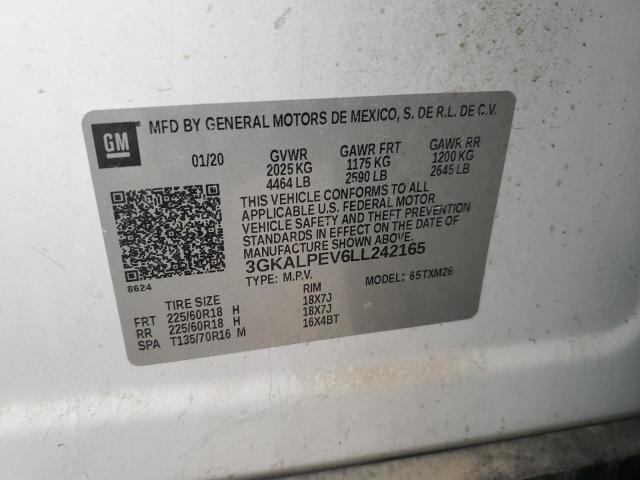 GM
MFD BY GENERAL MOTORS DE MEXICO, S. DE R.L. DE C.V.
01/20 GVWR GAWR FRT GAWR RR
2025 KG 1175 KG 1200 KG
4464 LB 2590 LB 2645 LB
THIS VEHICLE CONFORMS TO ALL
APPLICABLE U.S. FEDERAL MOTOR
VEHICLE SAFETY AND THEFT PREVENTION
STANDARDS IN EFFECT ON THE DATE OF
MANUFACTURE SHOWN ABOVE.
3GKALPEV6LL242165
8624
TYPE: M.P.V. MODEL: 65TXM26
TIRE SIZE RIM
FRT 225/60R18 H 18X7J
RR 225/60R18 H 18X7J
SPA T135/70R16 M 16X4BT